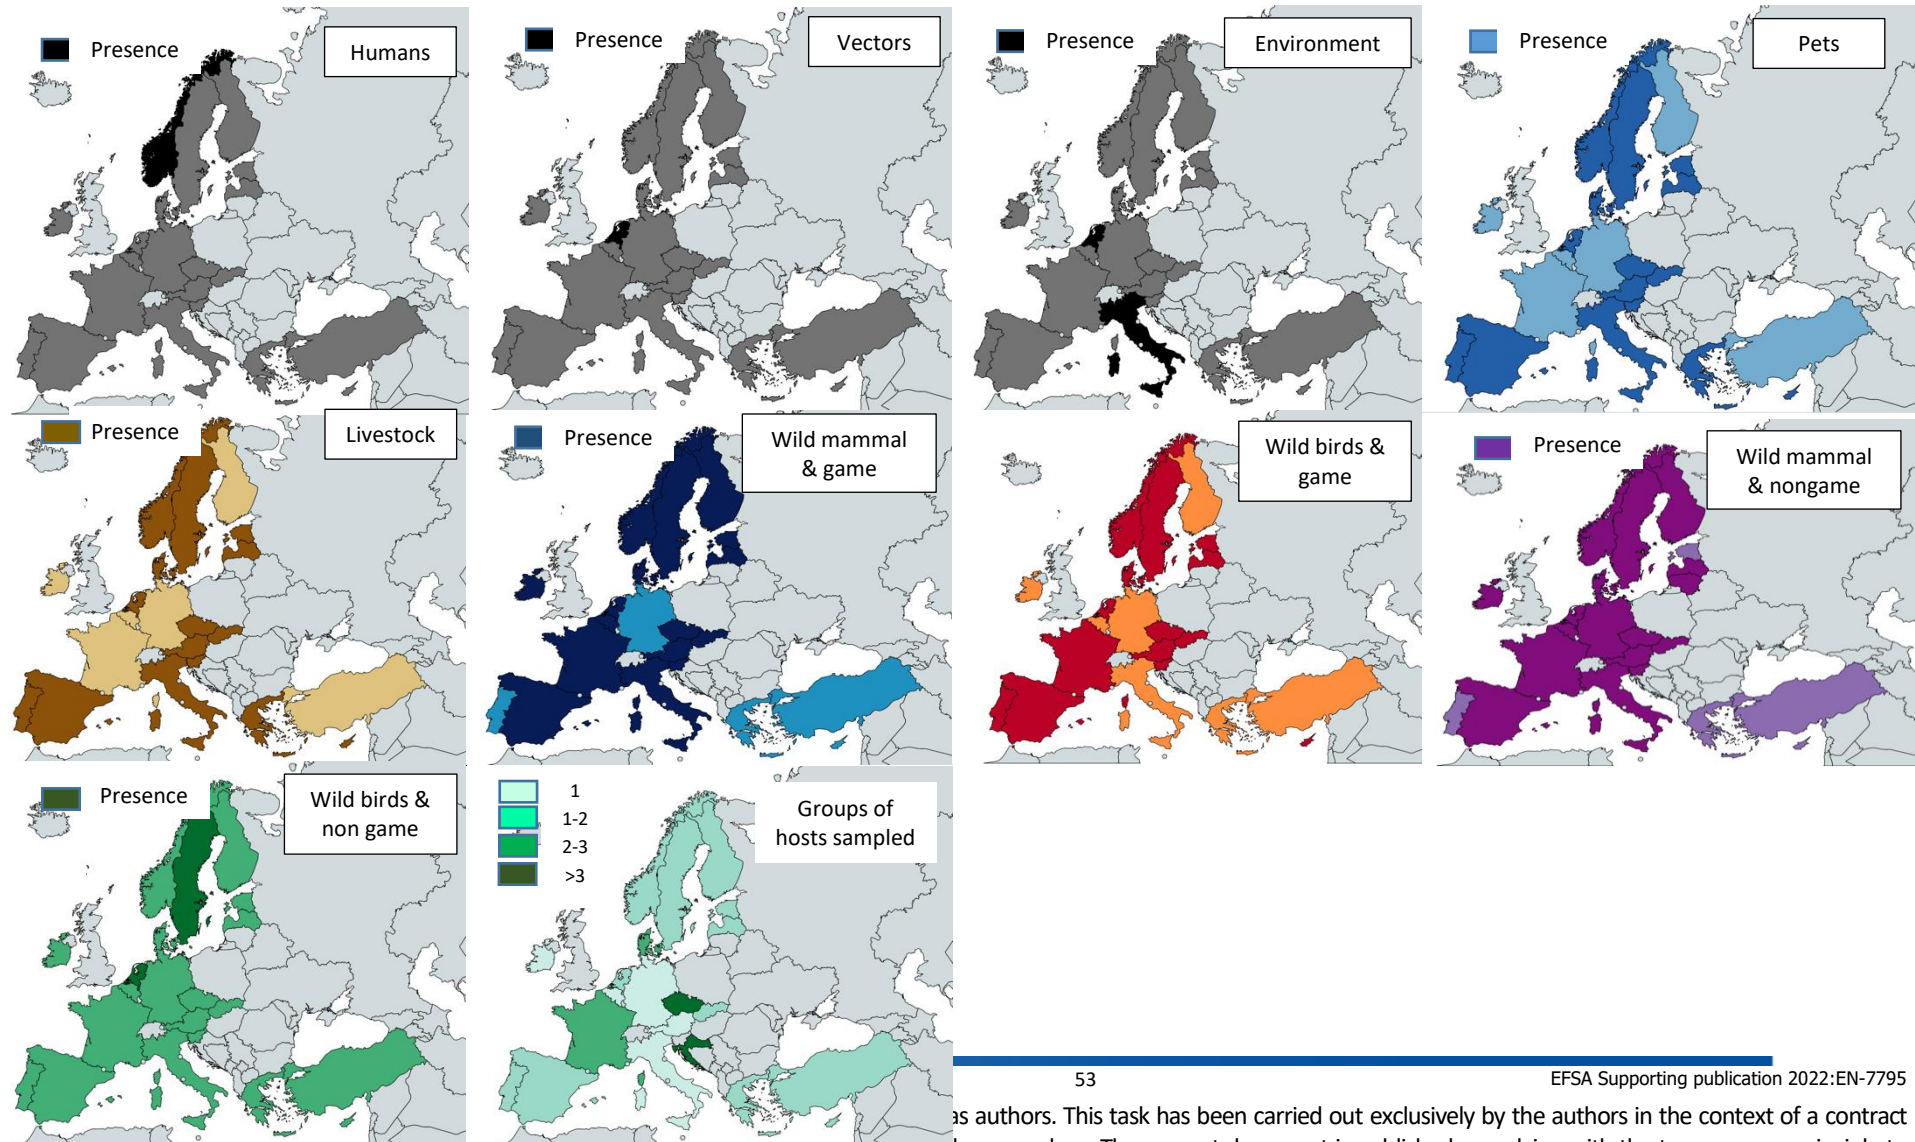 Presence
Humans
Presence
Vectors
Presence
Environment
Presence
Pets
Presence
Livestock
Presence
Wild mammal
& game
Wild birds &
game
Presence
Wild mammal
& nongame
Presence
Wild birds &
non game
1
1-2
2-3
>3
Groups of
hosts sampled
53
EFSA Supporting publication 2022:EN-7795
as authors. This task has been carried out exclusively by the authors in the context of a contract